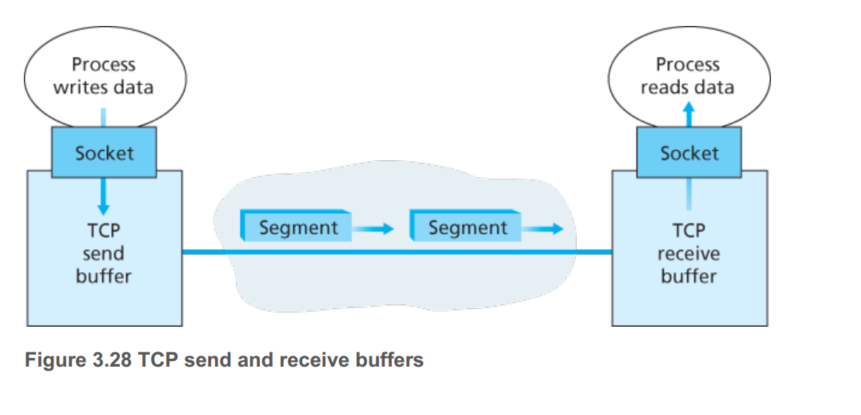 Process
writes data
Socket
TCP
send
buffer
Segment
Segment
Process
reads data
Socket
TCP
receive
buffer
Figure 3.28 TCP send and receive buffers